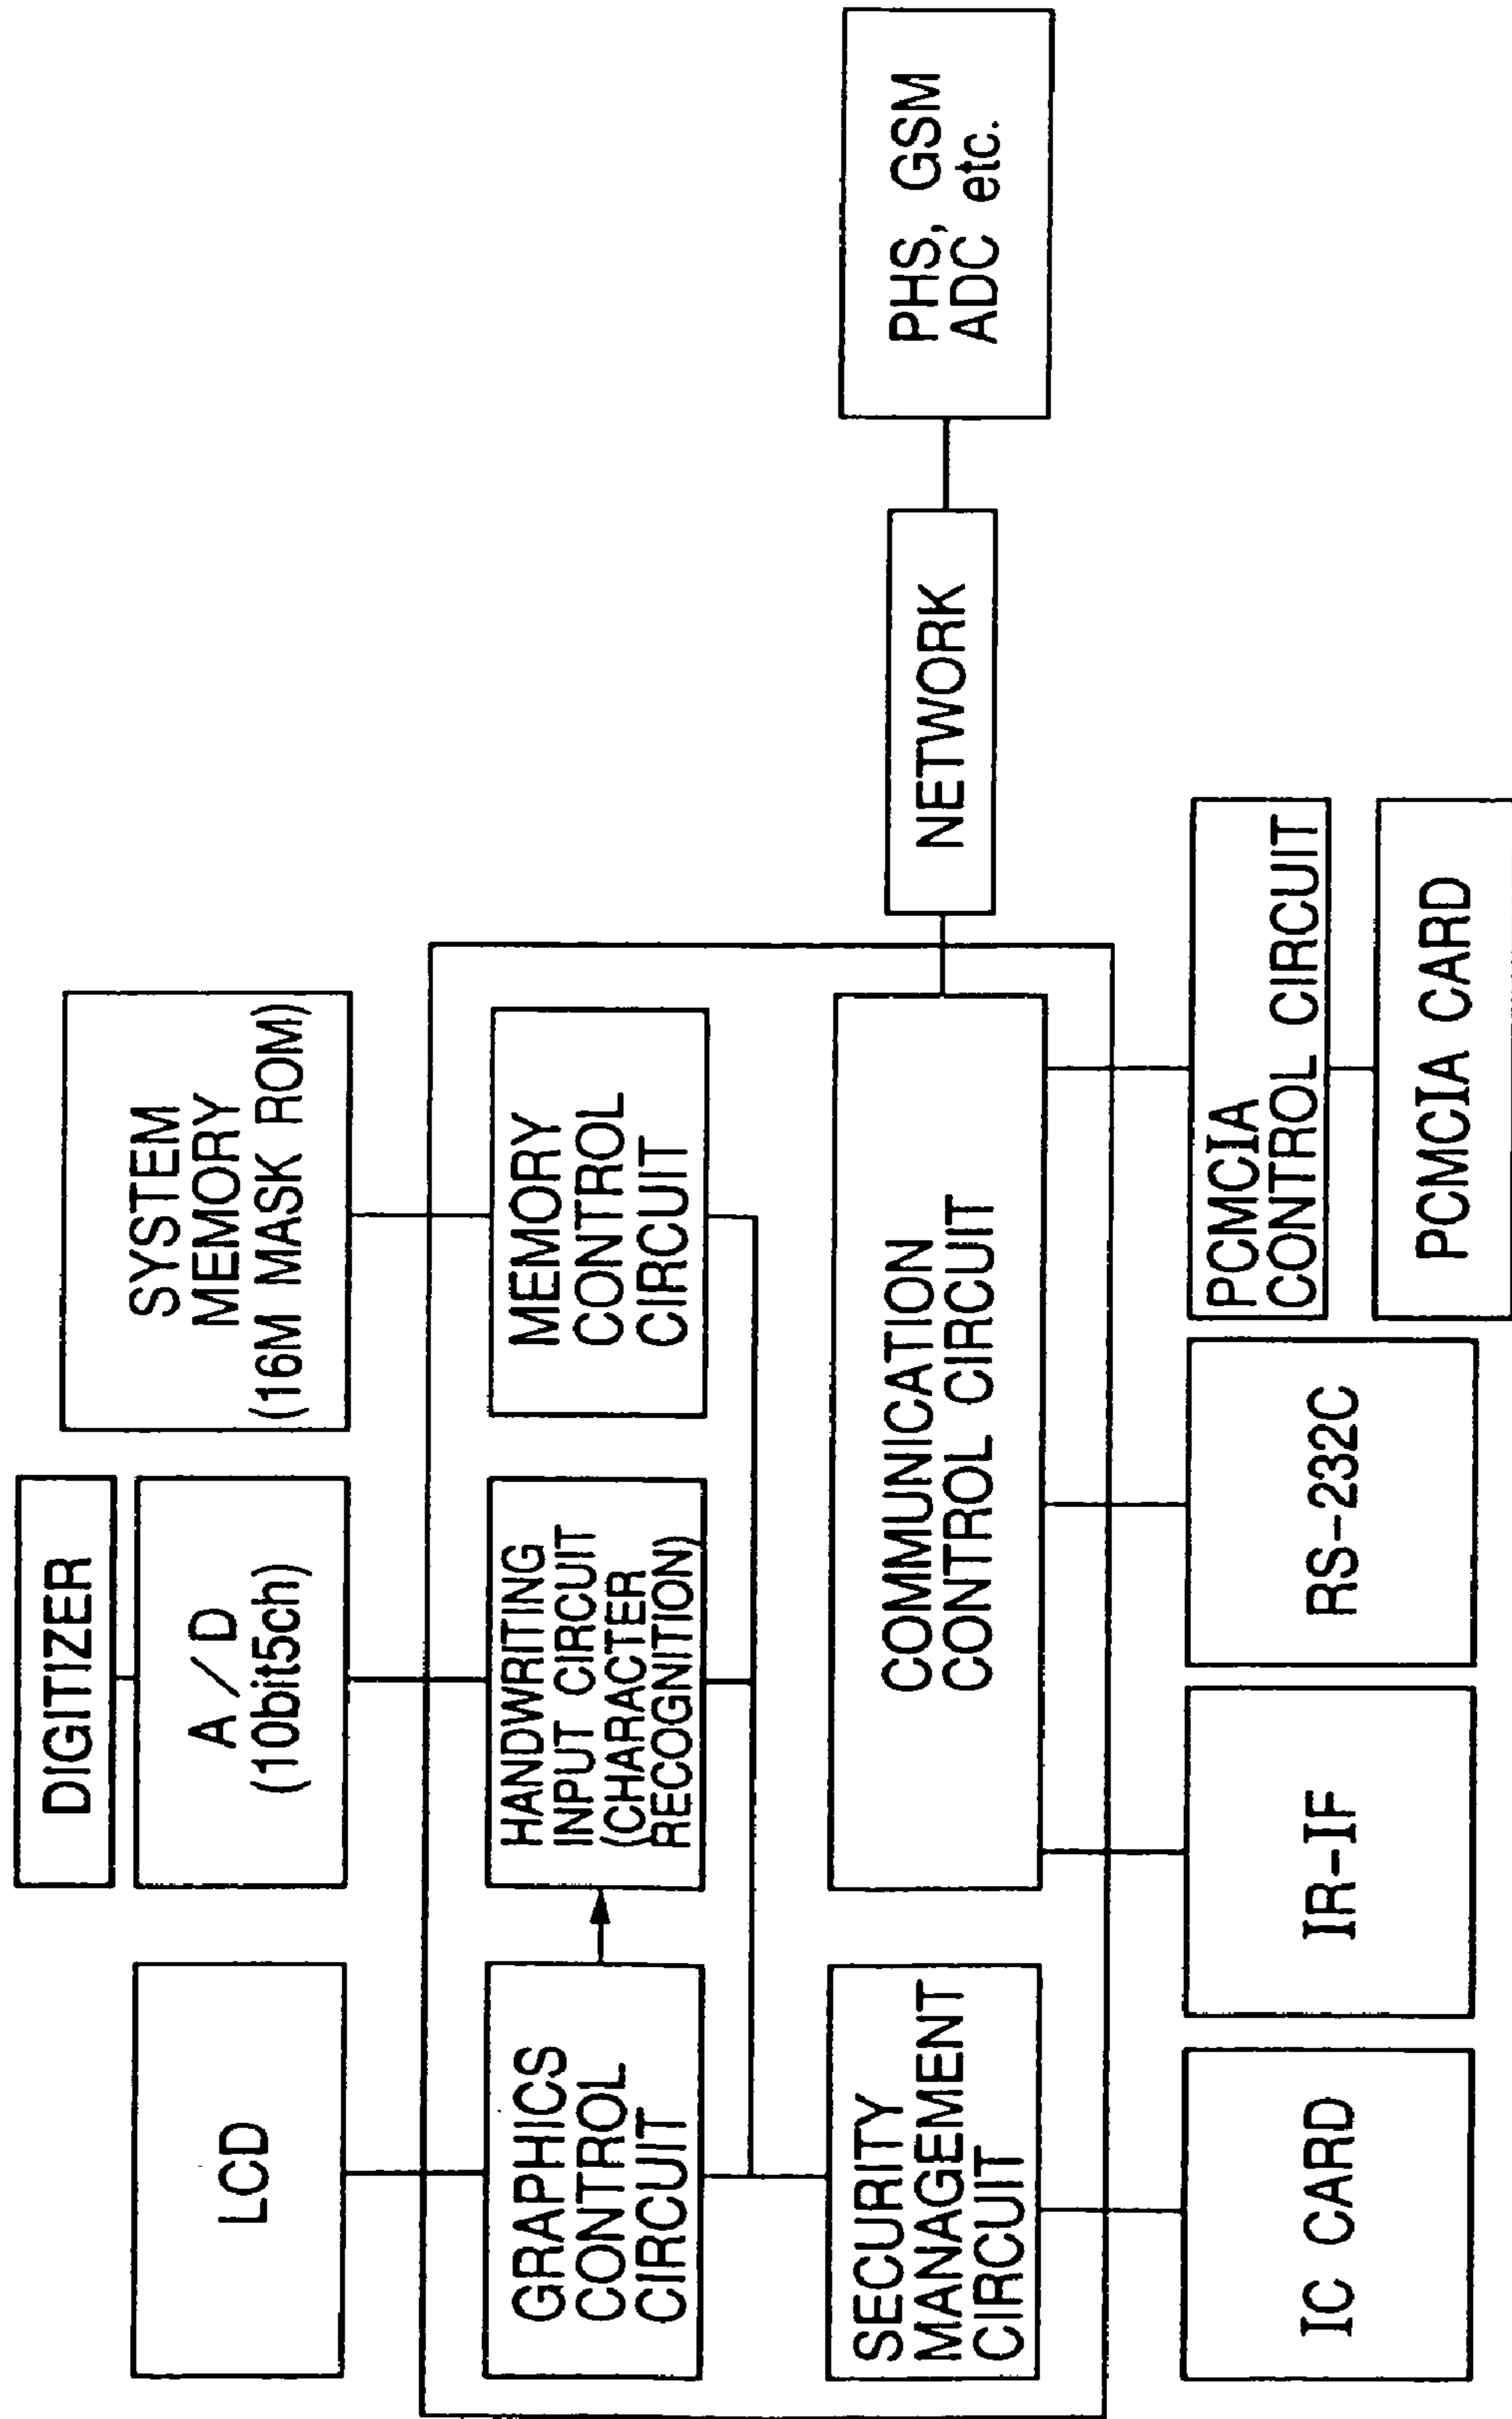 DIGITIZER
LCD
A/D
(10bit5ch)
SYSTEM
MEMORY
(16M MASK ROM)
GRAPHICS
CONTROL
CIRCUIT
HANDWRITING
INPUT CIRCUIT
(CHARACTER
RECOGNITION)
MEMORY
CONTROL
CIRCUIT
SECURITY
MANAGEMENT
CIRCUIT
COMMUNICATION
CONTROL CIRCUIT
NETWORK
PHS, GSM
ADC etc.
IC CARD
IR-IF
RS-232C
PCMCIA
CONTROL CIRCUIT
PCMCIA CARD